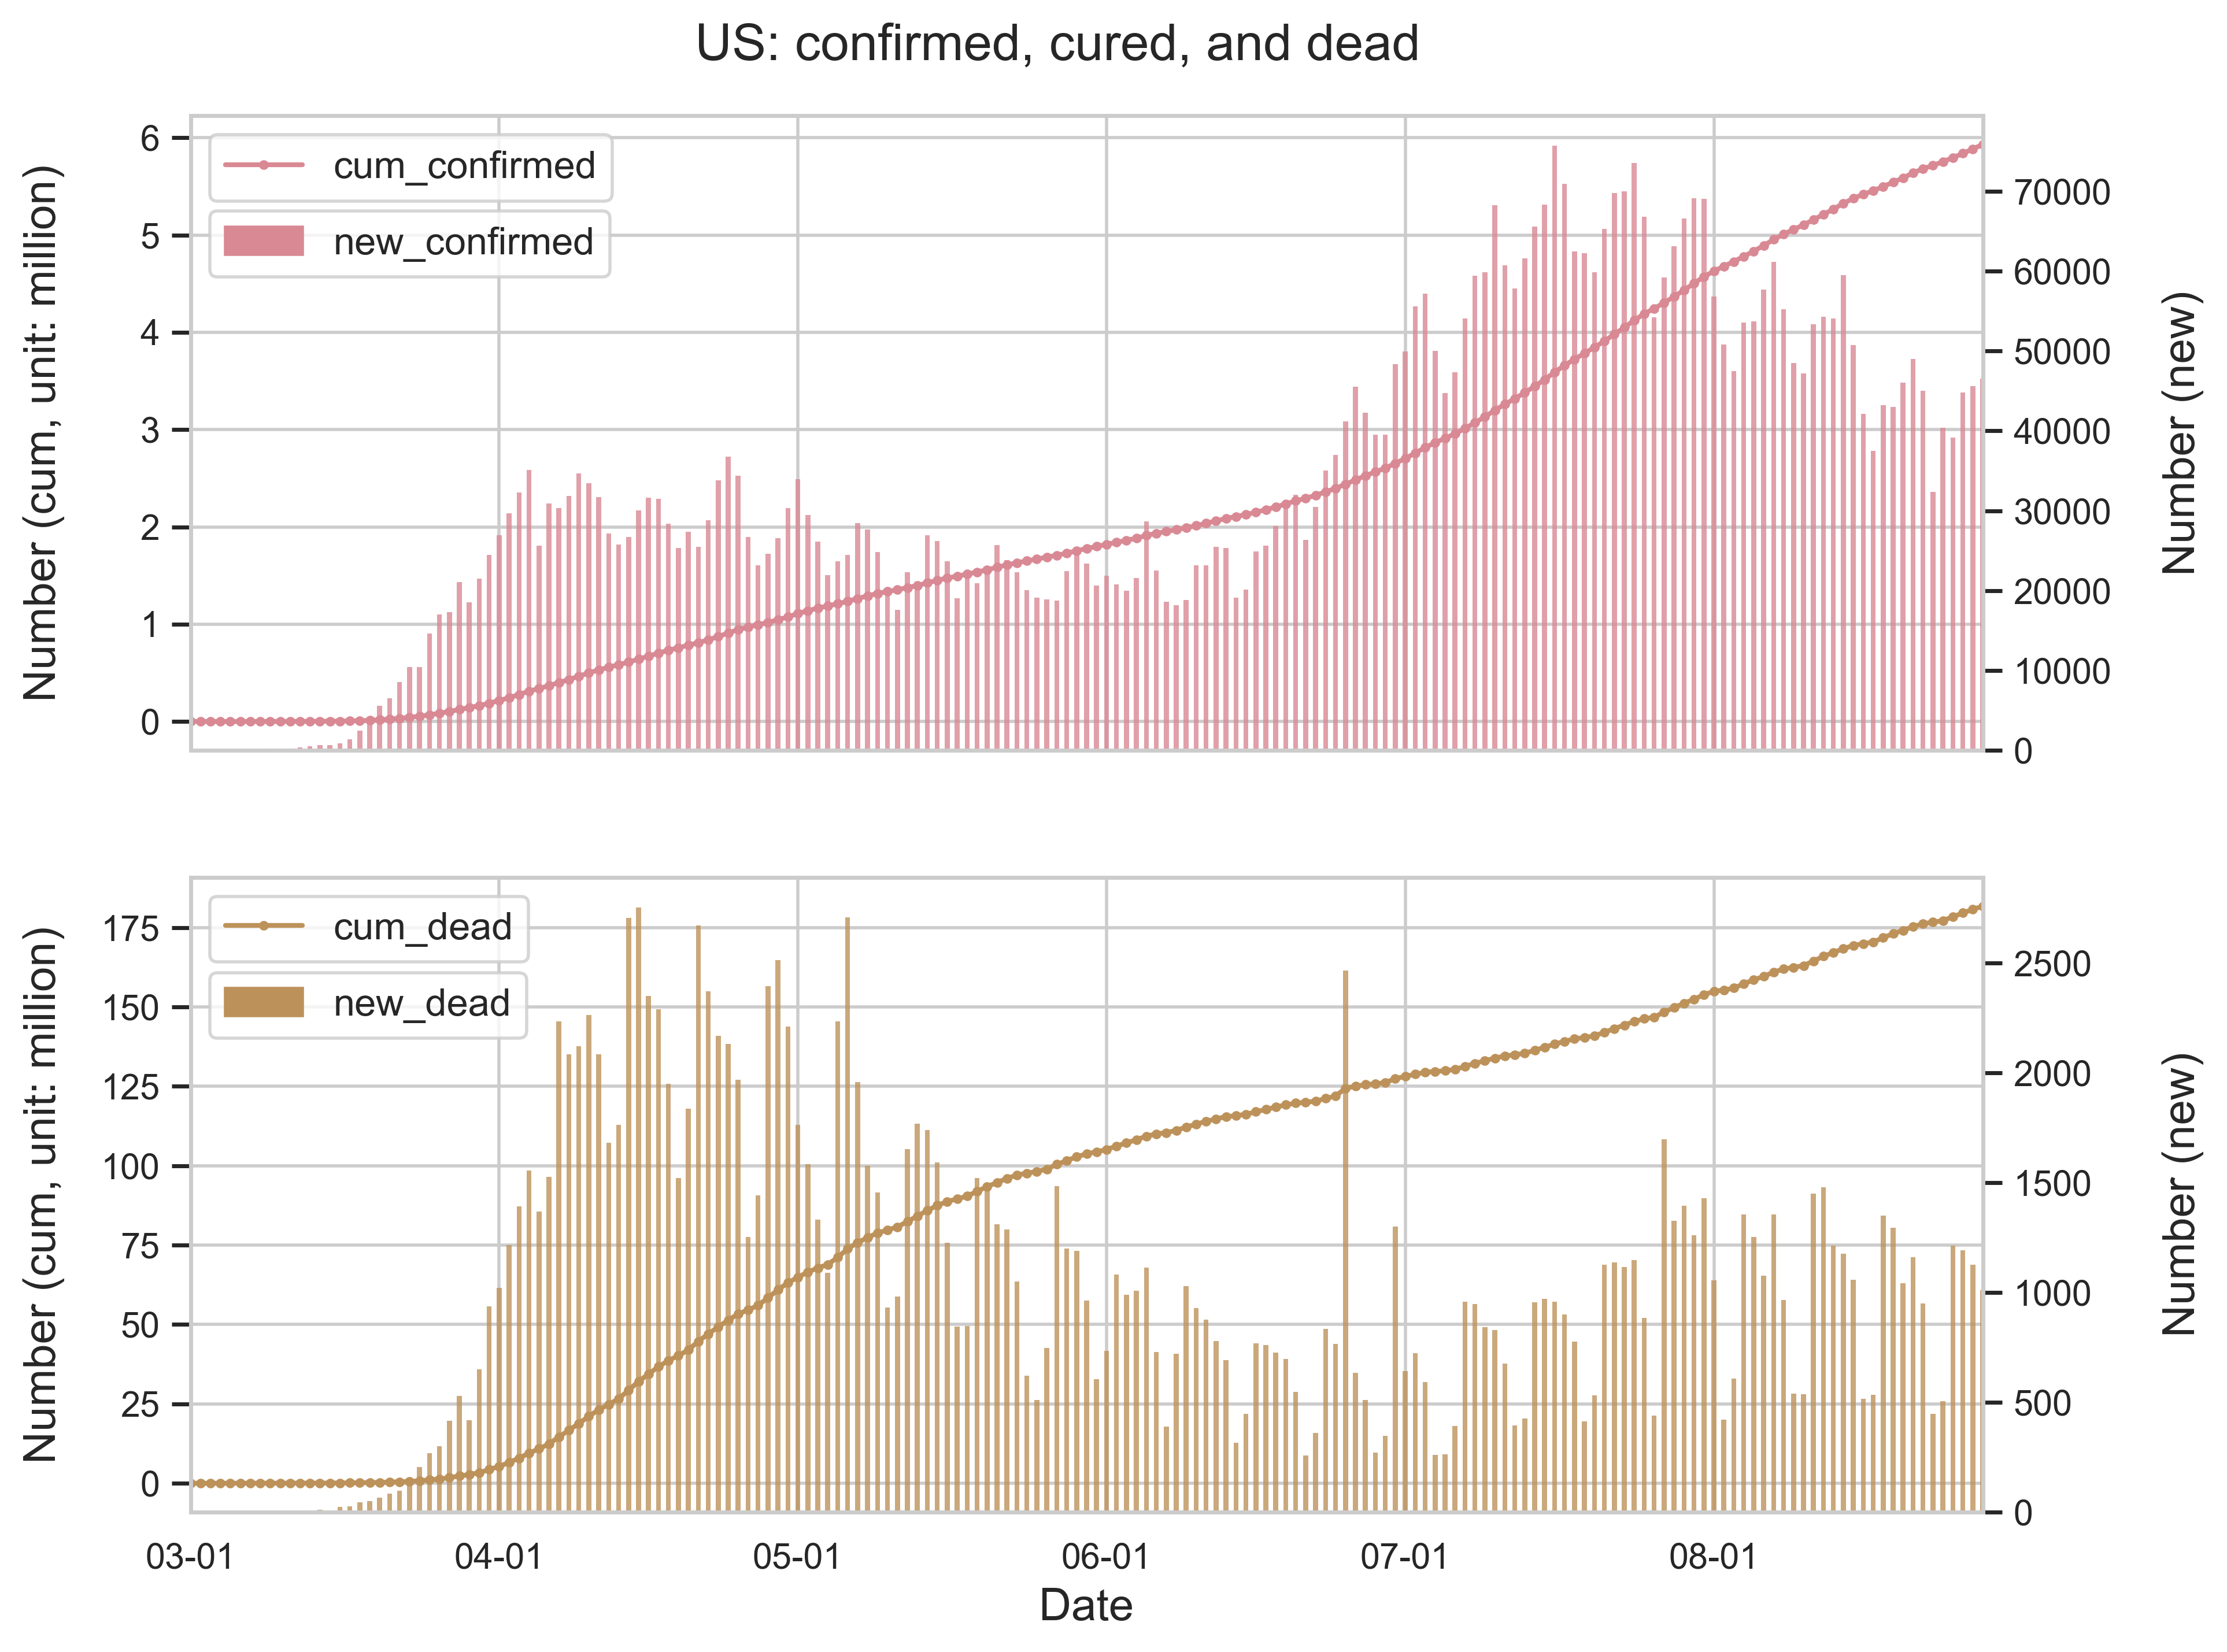 US: confirmed, cured, and dead
Number (cum, unit: million)
6
5
4
3
2
1
0
cum_confirmed
new_confirmed
70000
60000
50000
40000
30000
20000
10000
0
Number (new)
Number (cum, unit: million)
175
150
125
100
75
50
25
0
cum_dead
new_dead
2500
2000
1500
1000
500
0
Number (new)
03-01 04-01 05-01 06-01 07-01 08-01
Date